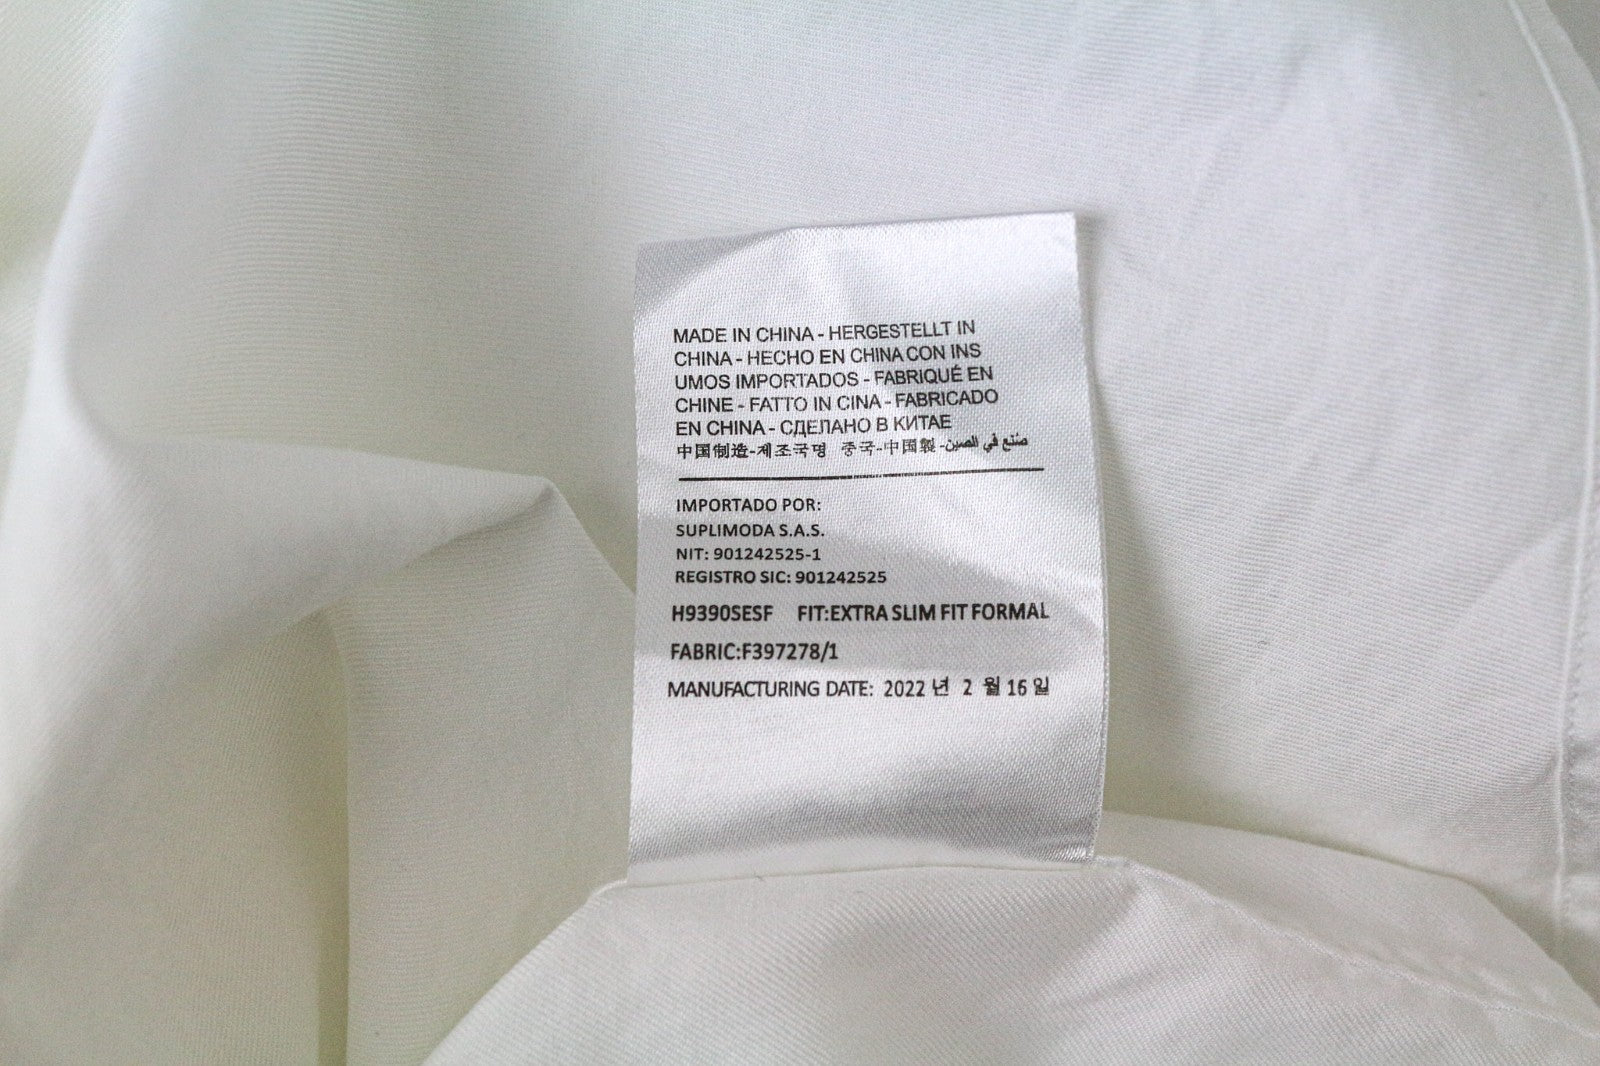 MADE IN CHINA - HERGESTELLT IN
CHINA - HECHO EN CHINA CON INS
UMOS IMPORTADOS - FABRIQUÉ EN
CHINE - FATTO IN CINA - FABRICADO
EN CHINA - СДЕЛАНО В КИТАЕ
中国制造-제조국명 중국-中国製-صنع في الصين
IMPORTADO POR:
SUPLIMODA S.A.S.
NIT: 901242525-1
REGISTRO SIC: 901242525
H9390SESF FIT:EXTRA SLIM FIT FORMAL
FABRIC:F397278/1
MANUFACTURING DATE: 2022 년 2 월 16 일